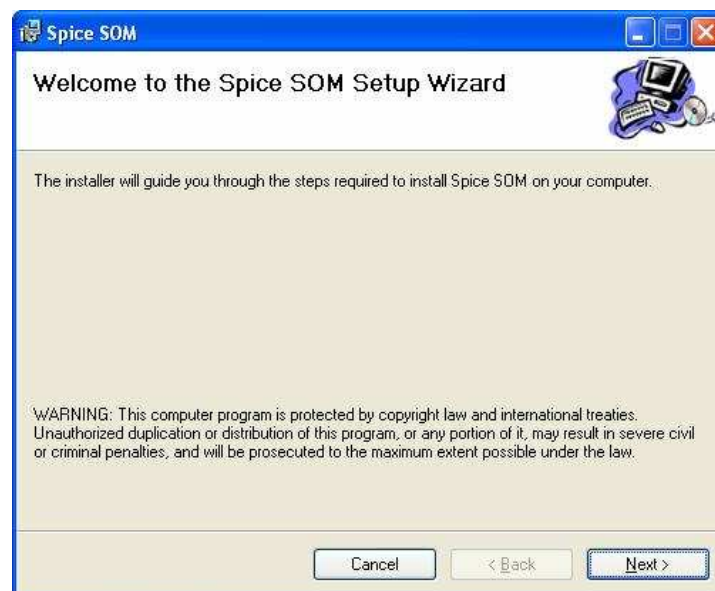 Spice SOM
Welcome to the Spice SOM Setup Wizard
The installer will guide you through the steps required to install Spice SOM on your computer.
WARNING: This computer program is protected by copyright law and international treaties.
Unauthorized duplication or distribution of this program, or any portion of it, may result in severe civil
or criminal penalties, and will be prosecuted to the maximum extent possible under the law.
Cancel < Back Next >